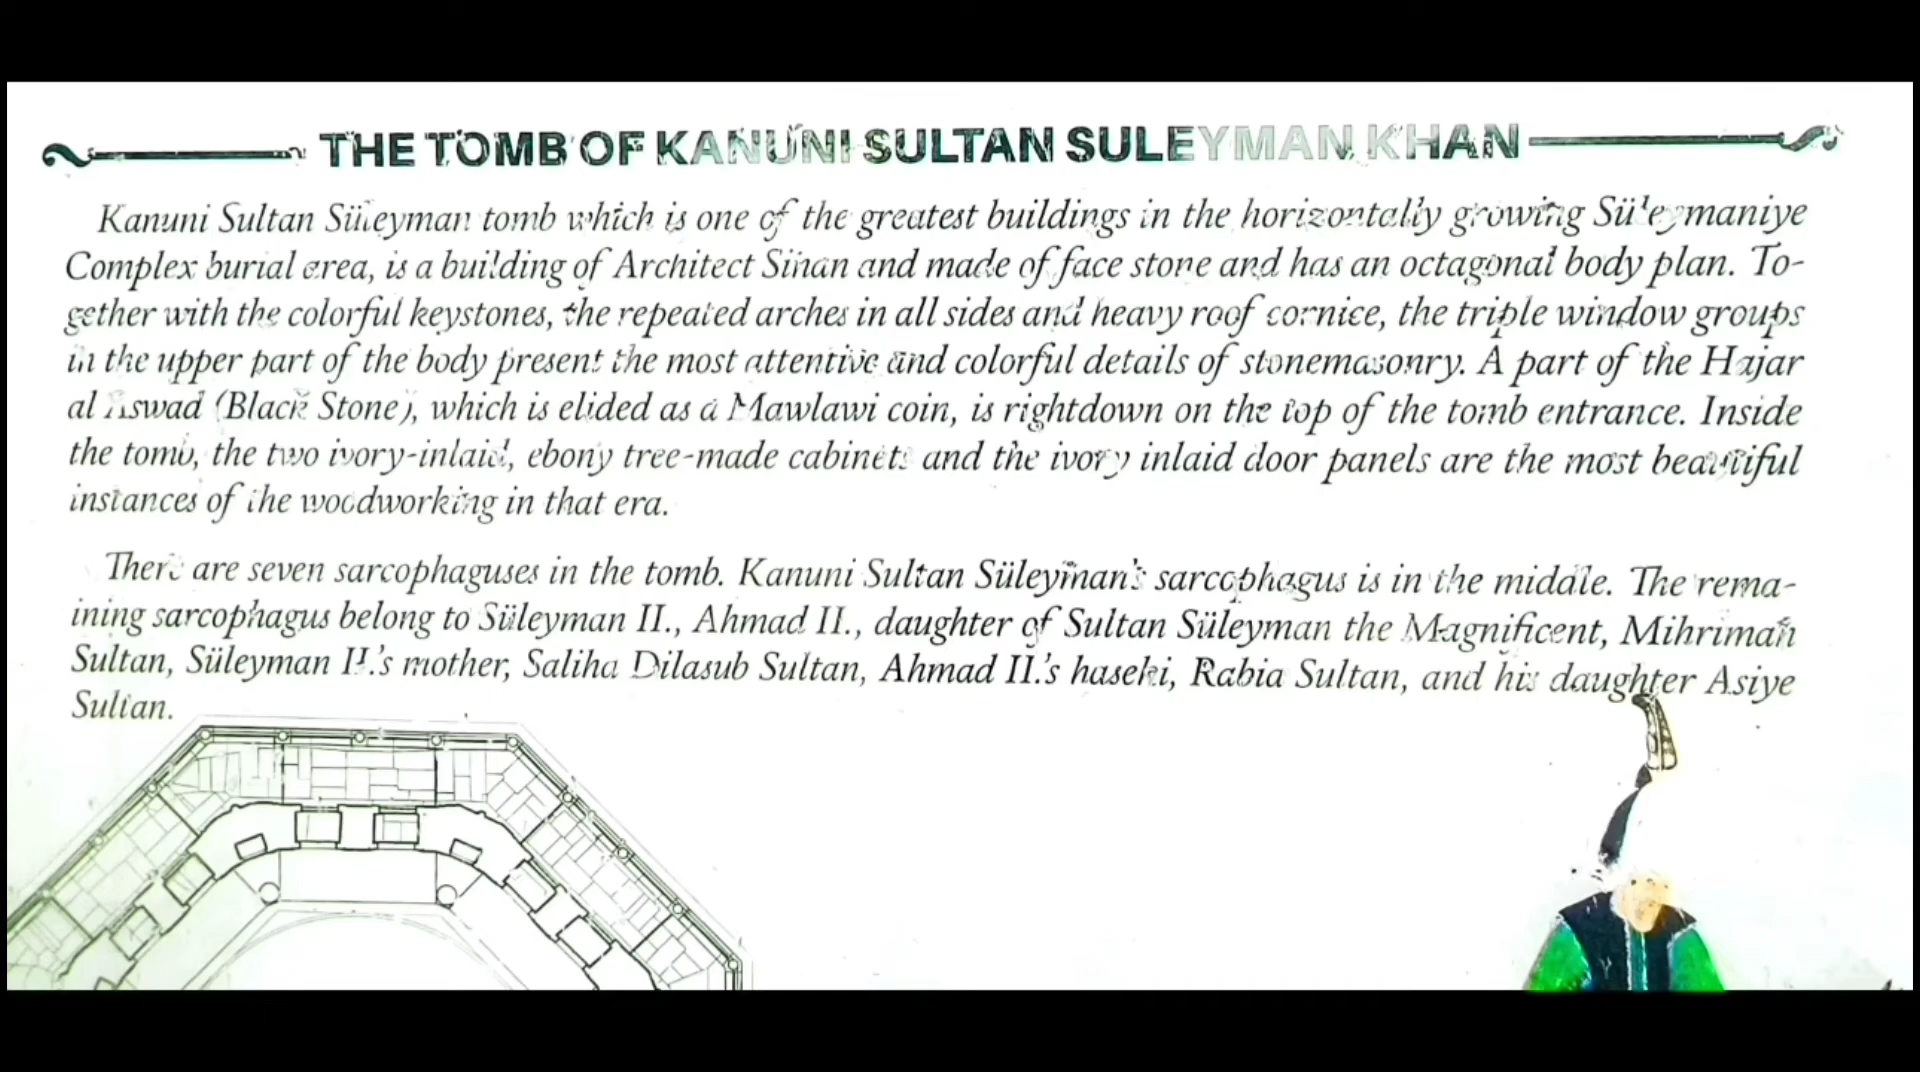 THE TOMB OF KANUNI SULTAN SULEYMAN KHAN
Kanuni Sultan Süleyman tomb which is one of the greatest buildings in the horizontally growing Süleymaniye
Complex burial area, is a building of Architect Sinan and made of face stone and has an octagonal body plan. To-
gether with the colorful keystones, the repeated arches in all sides and heavy roof cornice, the triple window groups
in the upper part of the body present the most attentive and colorful details of stonemasonry. A part of the Hajar
al Aswad (Black Stone), which is elided as a Mawlawi coin, is rightdown on the top of the tomb entrance. Inside
the tomb, the two ivory-inlaid, ebony tree-made cabinets and the ivory inlaid door panels are the most beautiful
instances of the woodworking in that era.
There are seven sarcophaguses in the tomb. Kanuni Sultan Süleyman's sarcophagus is in the middle. The rema-
ining sarcophagus belong to Süleyman II., Ahmad II., daughter of Sultan Süleyman the Magnificent, Mihrimah
Sultan, Süleyman II.'s mother, Saliha Dilasub Sultan, Ahmad II.'s haseki, Rabia Sultan, and his daughter Asiye
Sultan.